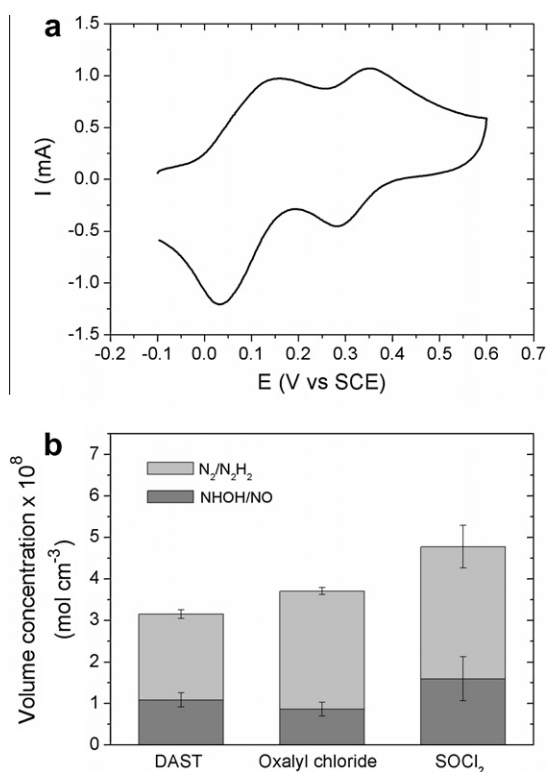 a
1.5
1.0
0.5
0.0
-0.5
-1.0
-1.5
I (mA)
-0.2 -0.1 0.0 0.1 0.2 0.3 0.4 0.5 0.6 0.7
E (V vs SCE)
b
7
6
5
4
3
2
1
0
Volume concentration x 10⁸
(mol cm⁻³)
N₂/N₂H₂
NHOH/NO
DAST Oxalyl chloride SOCl₂